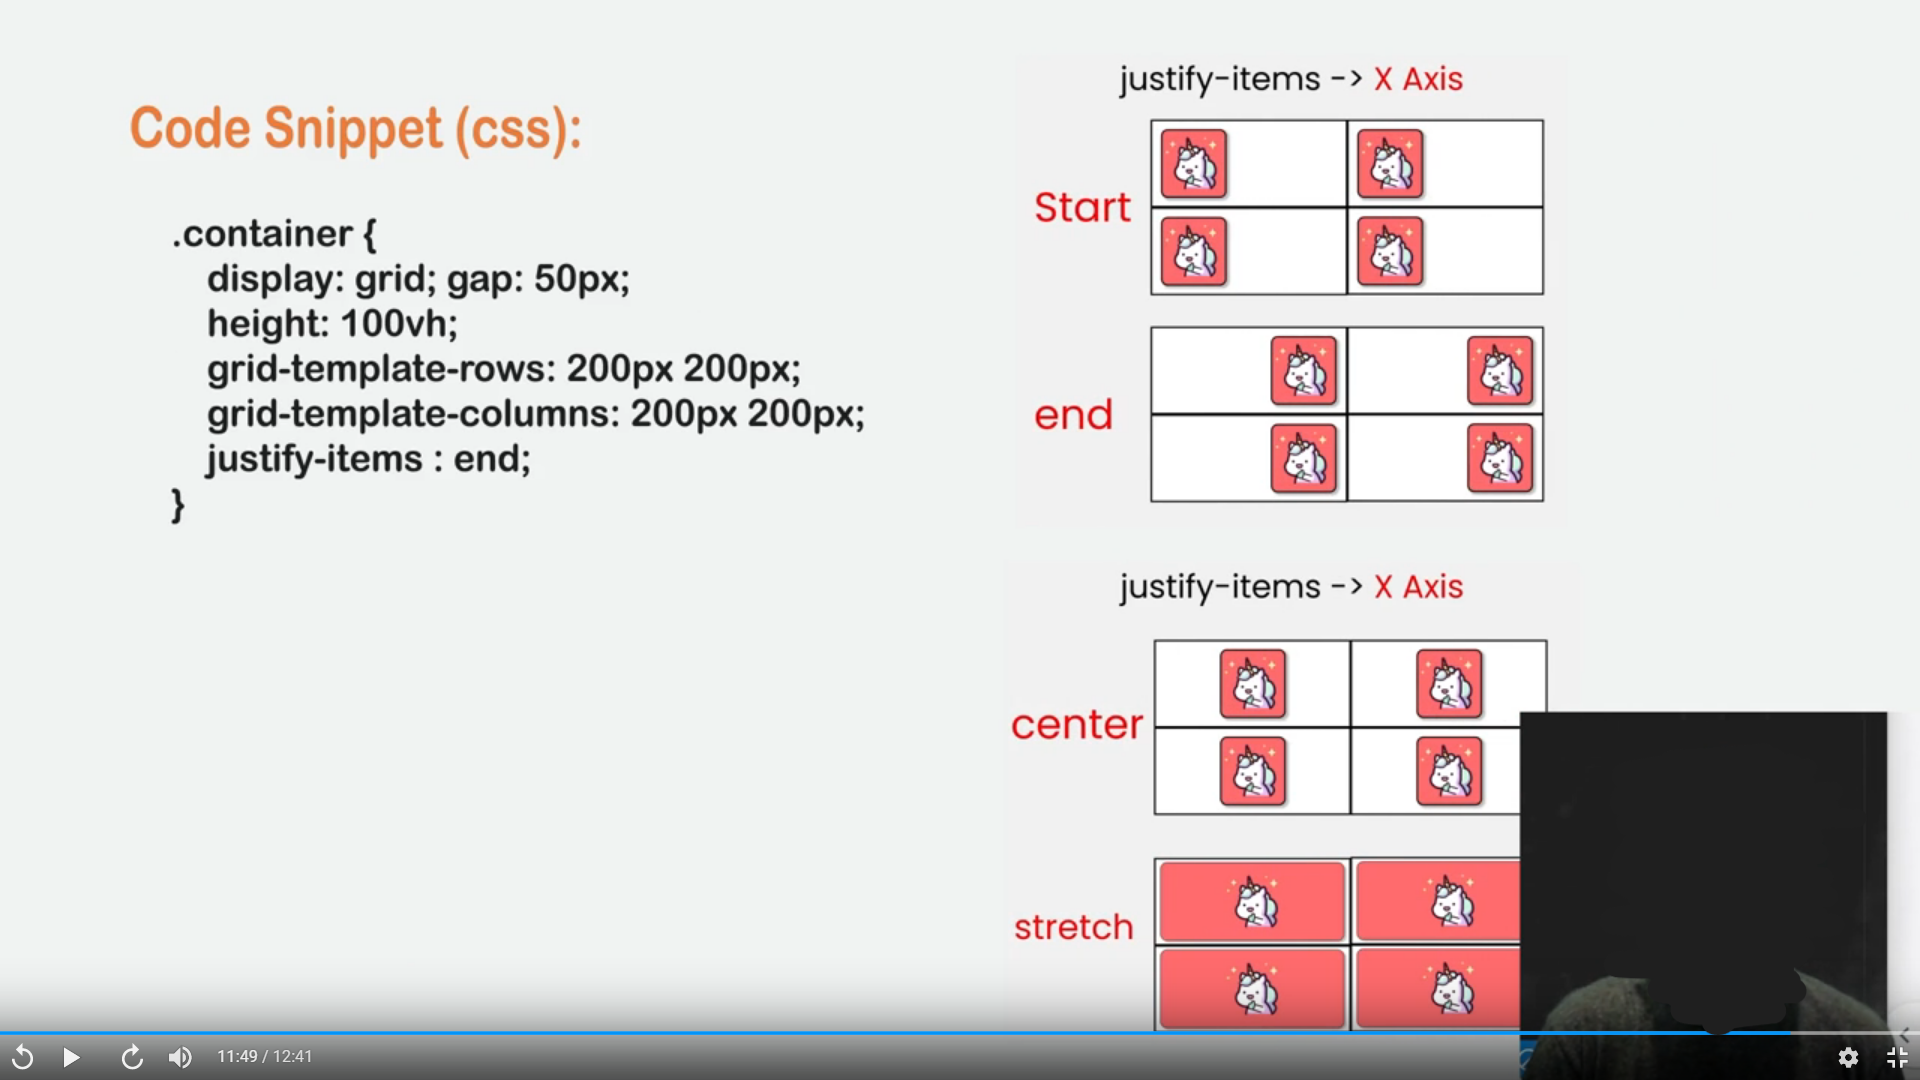 Code Snippet (css):
.container {
display: grid; gap: 50px;
height: 100vh;
grid-template-rows: 200px 200px;
grid-template-columns: 200px 200px;
justify-items : end;
}
justify-items -> X Axis
Start
end
justify-items -> X Axis
center
stretch
11:49 / 12:41